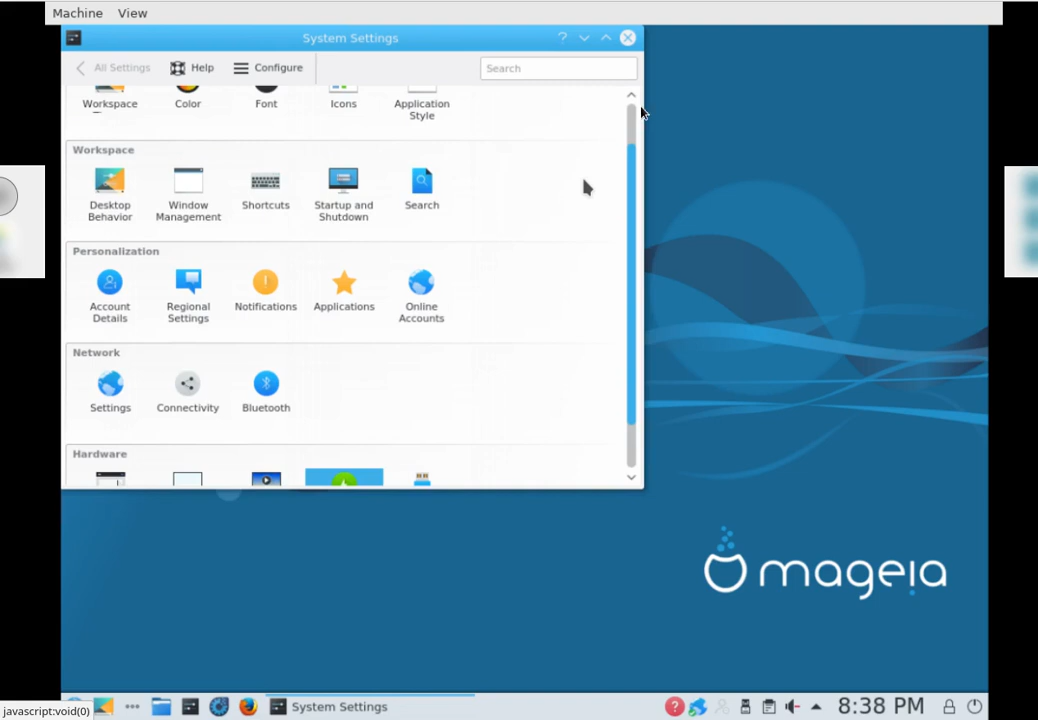 Machine View
System Settings
All Settings Help Configure Search
Workspace Color Font Icons Application
Style
Workspace
Desktop Window Shortcuts Startup and Search
Behavior Management Shutdown
Personalization
Account Regional Notifications Applications Online
Details Settings Accounts
Network
Settings Connectivity Bluetooth
Hardware
mageia
javascript:void(0) System Settings 8:38 PM